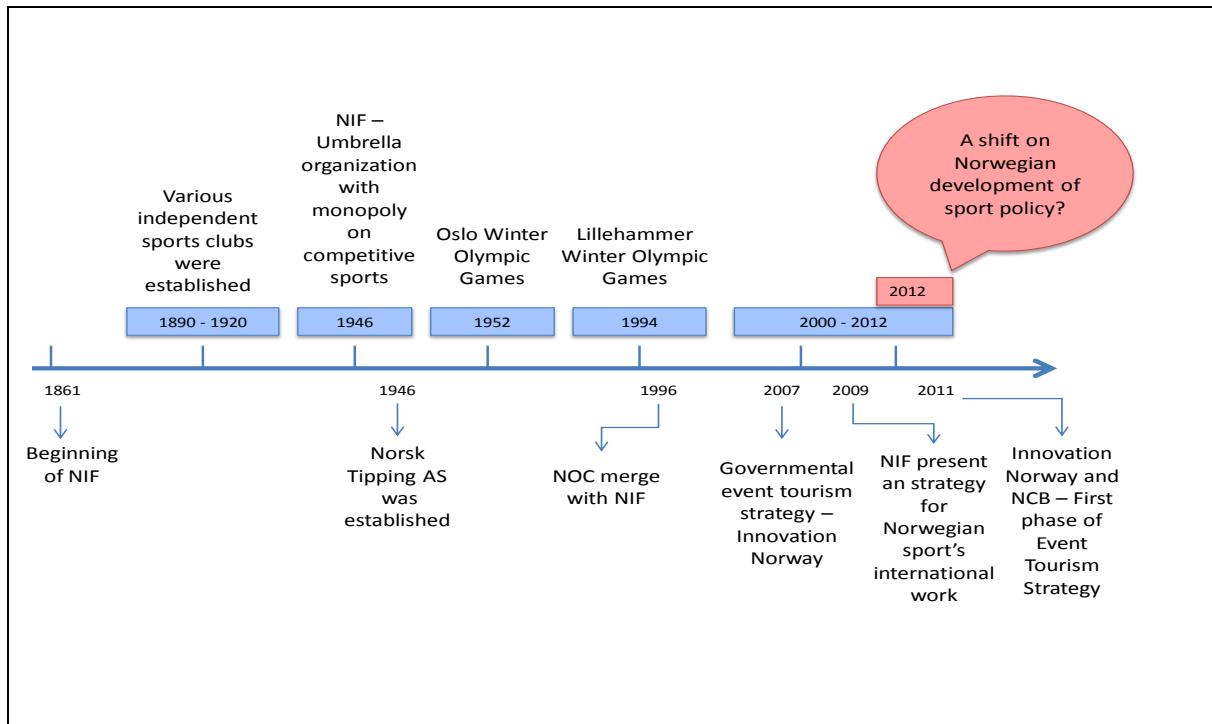 A shift on
Norwegian
development of
sport policy?
Various
independent
sports clubs
were
established
NIF –
Umbrella
organization
with
monopoly
on
competitive
sports
Oslo Winter
Olympic
Games
Lillehammer
Winter Olympic
Games
2012
1890 - 1920
1946
1952
1994
2000 - 2012
1861
1946
1996
2007
2009
2011
Beginning
of NIF
Norsk
Tipping AS
was
established
NOC merge
with NIF
Governmental
event tourism
strategy –
Innovation
Norway
NIF present
an strategy
for
Norwegian
sport’s
international
work
Innovation
Norway and
NCB – First
phase of
Event
Tourism
Strategy